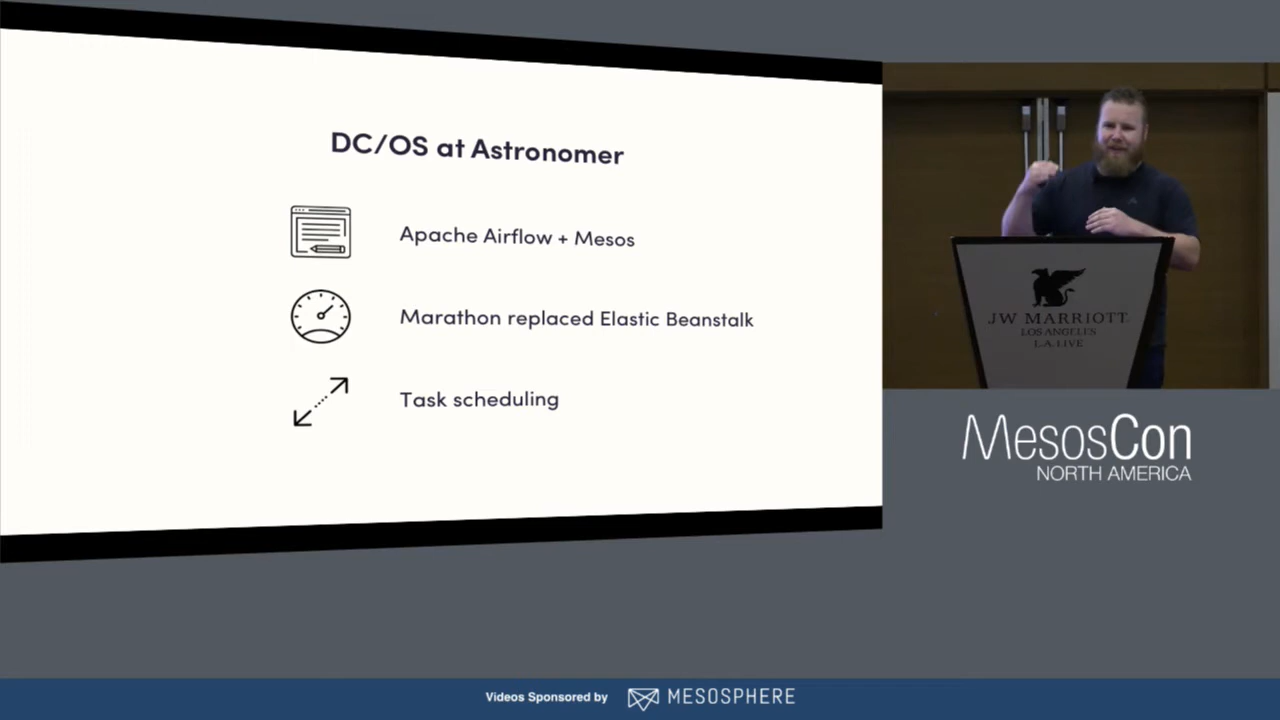 DC/OS at Astronomer
Apache Airflow + Mesos
Marathon replaced Elastic Beanstalk
Task scheduling
JW MARRIOTT
LOS ANGELES
L.A. LIVE
MesosCon
NORTH AMERICA
Videos Sponsored by MESOSPHERE